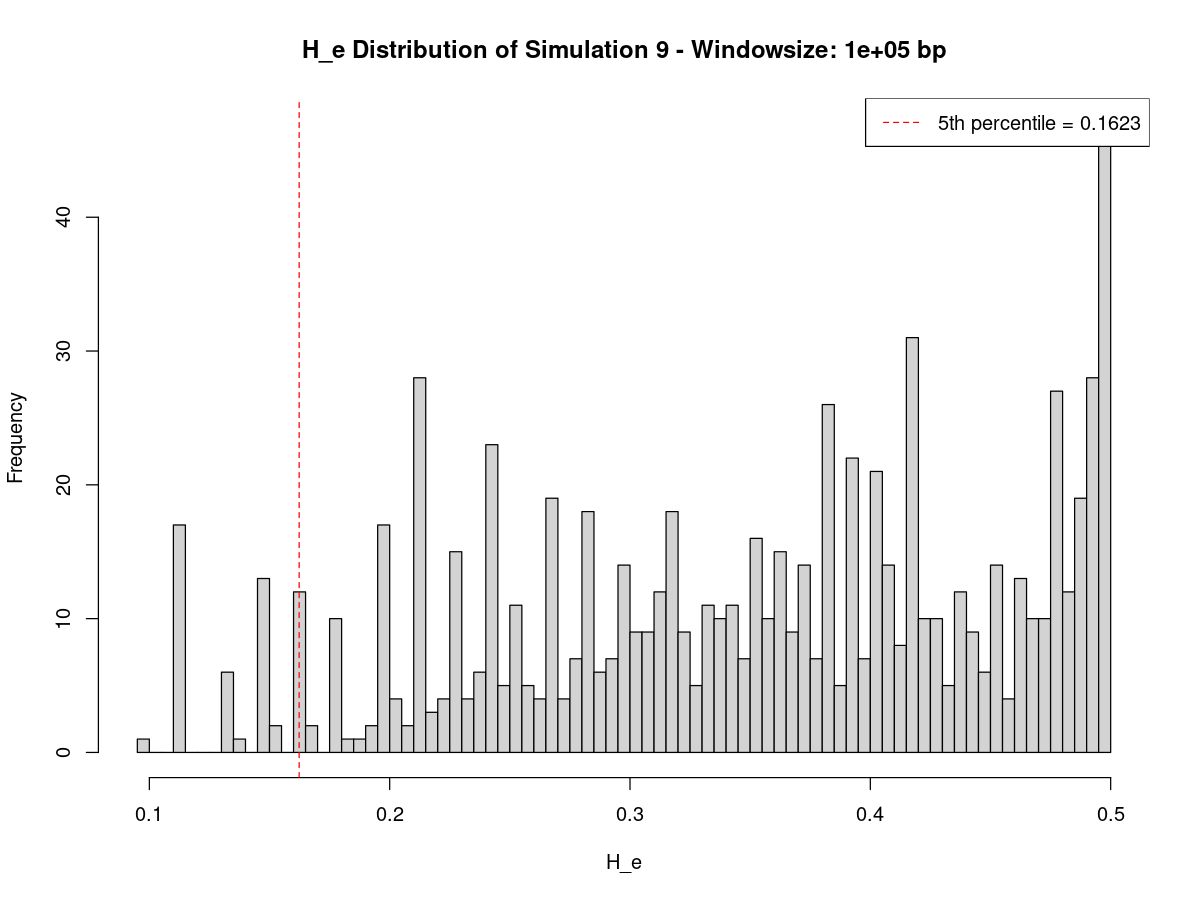 H_e Distribution of Simulation 9 - Windowsize: 1e+05 bp
5th percentile = 0.1623
Frequency
40
30
20
10
0
0.1 0.2 0.3 0.4 0.5
H_e